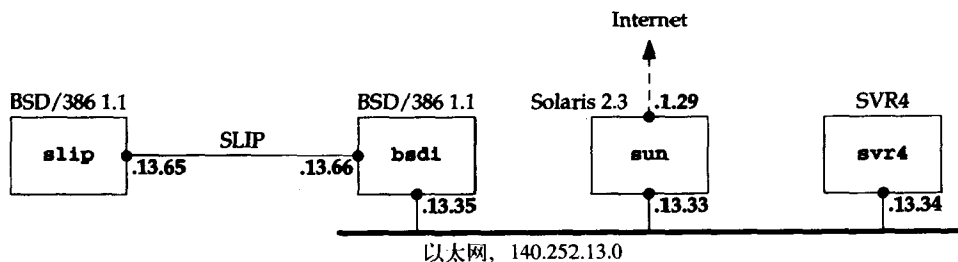 Internet
BSD/386 1.1
BSD/386 1.1
Solaris 2.3
.1.29
SVR4
slip
SLIP
bsdi
sun
svr4
.13.65
.13.66
.13.35
.13.33
.13.34
以太网，140.252.13.0